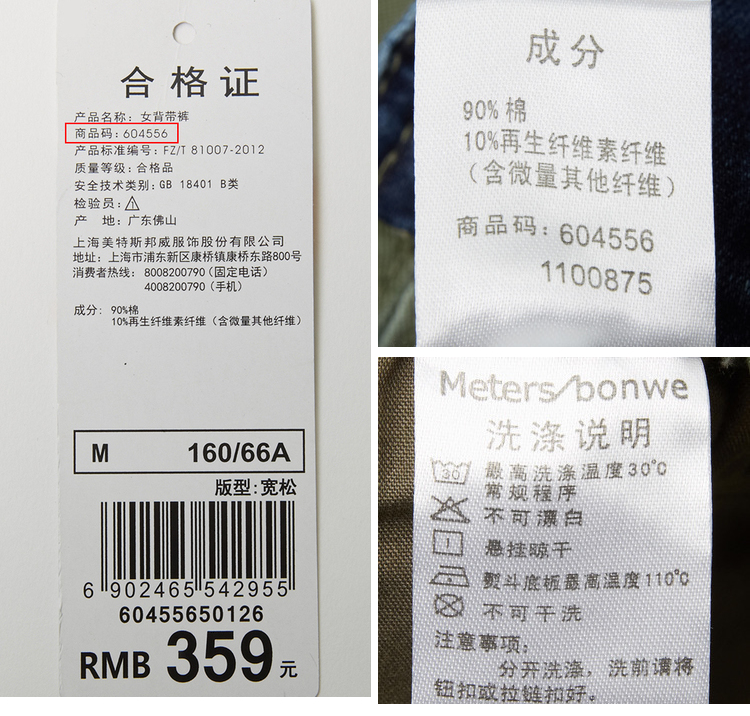 合格证
产品名称：女背带裤
商品码：604556
产品标准编号：FZ/T 81007-2012
质量等级：合格品
安全技术类别：GB 18401 B类
检验员：
产 地：广东佛山
上海美特斯邦威服饰股份有限公司
地址：上海市浦东新区康桥镇康桥东路800号
消费者热线：8008200790（固定电话）
4008200790（手机）
成分：90%棉
10%再生纤维素纤维（含微量其他纤维）
M 160/66A
版型:宽松
6 902465 542955
60455650126
RMB 359元
成分
90%棉
10%再生纤维素纤维
（含微量其他纤维）
商品码：604556
1100875
Meters/bonwe
洗涤说明
30 最高洗涤温度30℃
常规程序
不可漂白
悬挂晾干
熨斗底板最高温度110℃
不可干洗
注意事项：
分开洗涤，洗前请将
钮扣或拉链扣好。